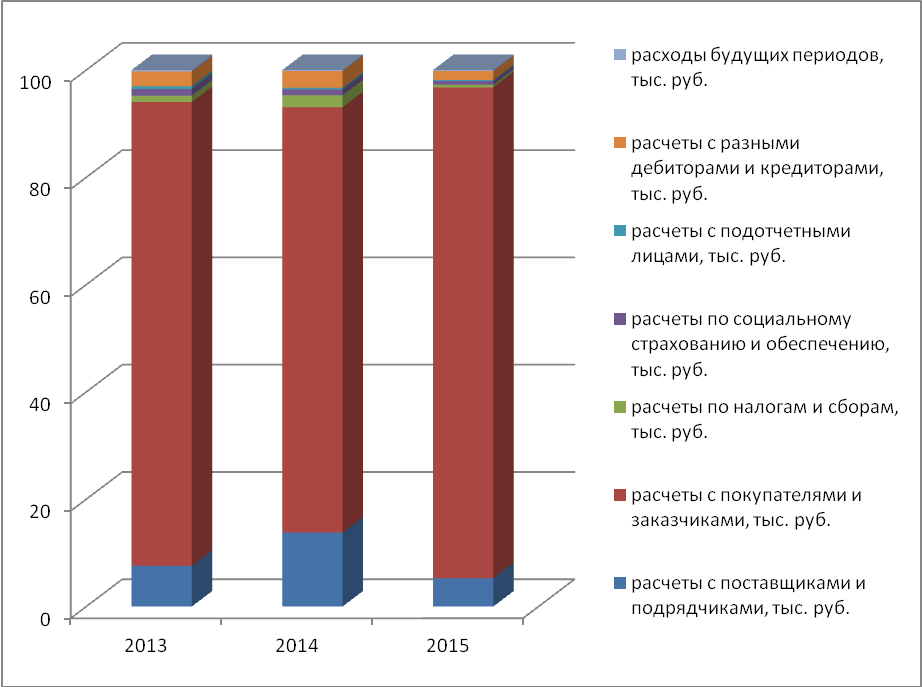 100
80
60
40
20
0
2013 2014 2015
расходы будущих периодов,
тыс. руб.
расчеты с разными
дебиторами и кредиторами,
тыс. руб.
расчеты с подотчетными
лицами, тыс. руб.
расчеты по социальному
страхованию и обеспечению,
тыс. руб.
расчеты по налогам и сборам,
тыс. руб.
расчеты с покупателями и
заказчиками, тыс. руб.
расчеты с поставщиками и
подрядчиками, тыс. руб.